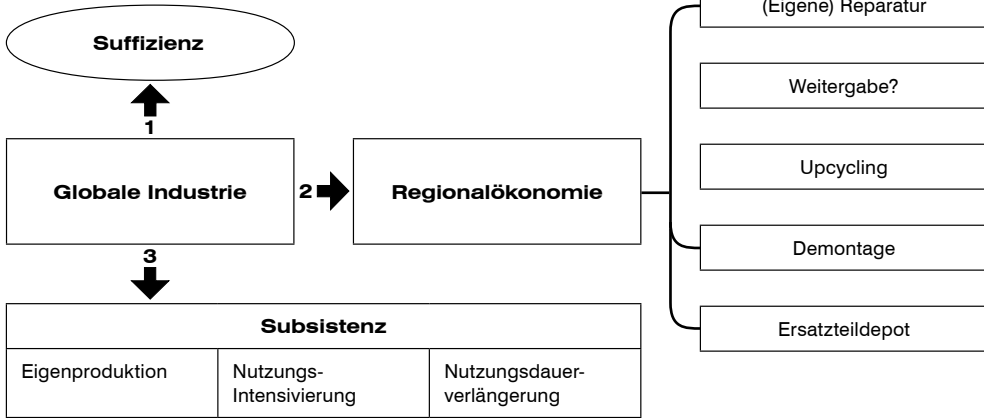 (Eigene) Reparatur
Suffizienz
Weitergabe?
1
Upcycling
Globale Industrie
2
Regionalökonomie
Demontage
3
Ersatzteildepot
Subsistenz
Eigenproduktion
Nutzungs-
Intensivierung
Nutzungsdauer-
verlängerung